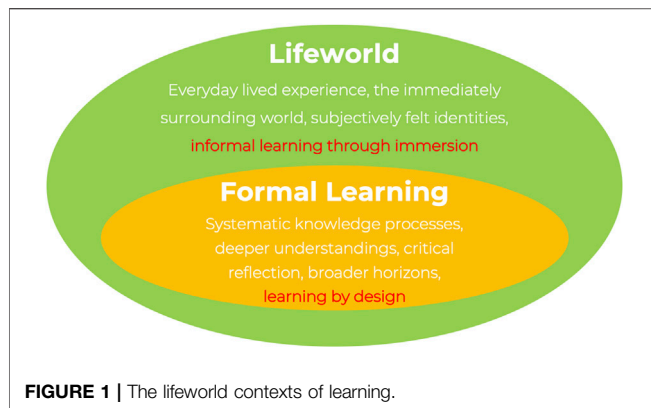 Lifeworld
Everyday lived experience, the immediately
surrounding world, subjectively felt identities,
informal learning through immersion
Formal Learning
Systematic knowledge processes,
deeper understandings, critical
reflection, broader horizons,
learning by design
FIGURE 1 | The lifeworld contexts of learning.